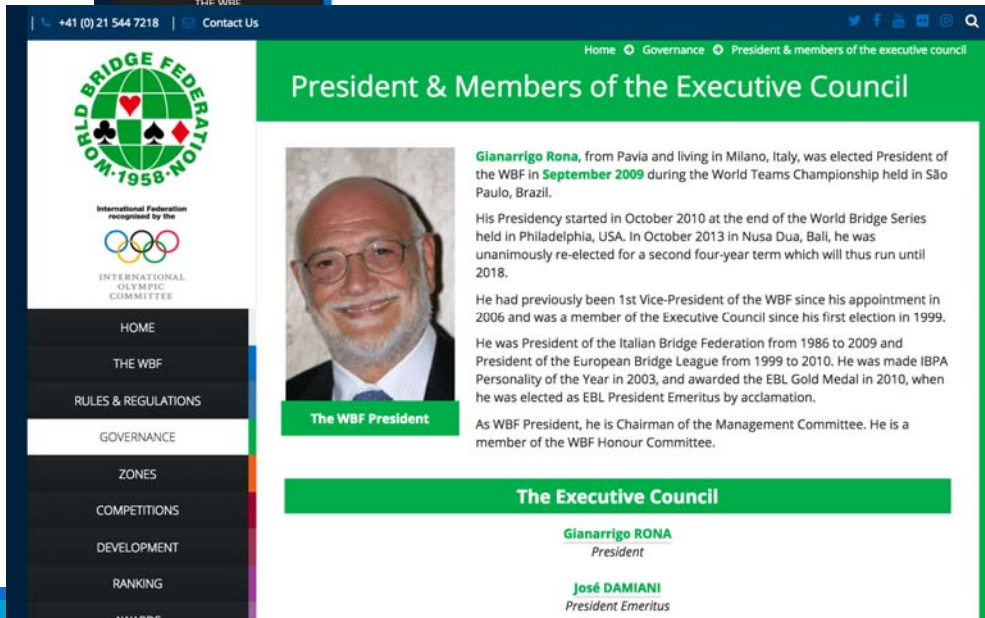 THE WBF
+41 (0) 21 544 7218 | Contact Us
Home Governance President & members of the executive council
President & Members of the Executive Council
WORLD BRIDGE FEDERATION
·1958·
International Federation
recognised by the
INTERNATIONAL
OLYMPIC
COMMITTEE
HOME
THE WBF
RULES & REGULATIONS
GOVERNANCE
ZONES
COMPETITIONS
DEVELOPMENT
RANKING
AWARDS
The WBF President
Gianarrigo Rona, from Pavia and living in Milano, Italy, was elected President of
the WBF in September 2009 during the World Teams Championship held in São
Paulo, Brazil.
His Presidency started in October 2010 at the end of the World Bridge Series
held in Philadelphia, USA. In October 2013 in Nusa Dua, Bali, he was
unanimously re-elected for a second four-year term which will thus run until
2018.
He had previously been 1st Vice-President of the WBF since his appointment in
2006 and was a member of the Executive Council since his first election in 1999.
He was President of the Italian Bridge Federation from 1986 to 2009 and
President of the European Bridge League from 1999 to 2010. He was made IBPA
Personality of the Year in 2003, and awarded the EBL Gold Medal in 2010, when
he was elected as EBL President Emeritus by acclamation.
As WBF President, he is Chairman of the Management Committee. He is a
member of the WBF Honour Committee.
The Executive Council
Gianarrigo RONA
President
José DAMIANI
President Emeritus